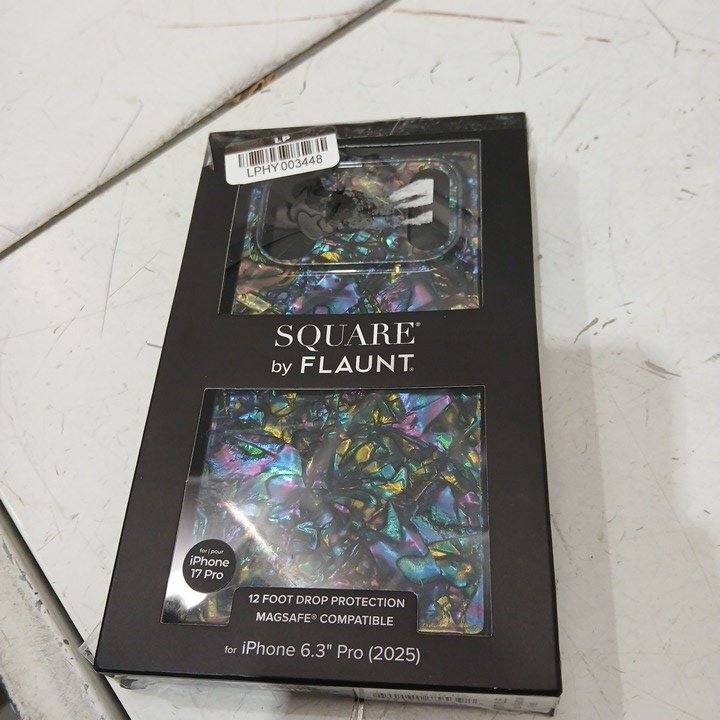 LP
LPHY003448
SQUARE®
by FLAUNT®
for | pour
iPhone
17 Pro
12 FOOT DROP PROTECTION
MAGSAFE® COMPATIBLE
for iPhone 6.3" Pro (2025)